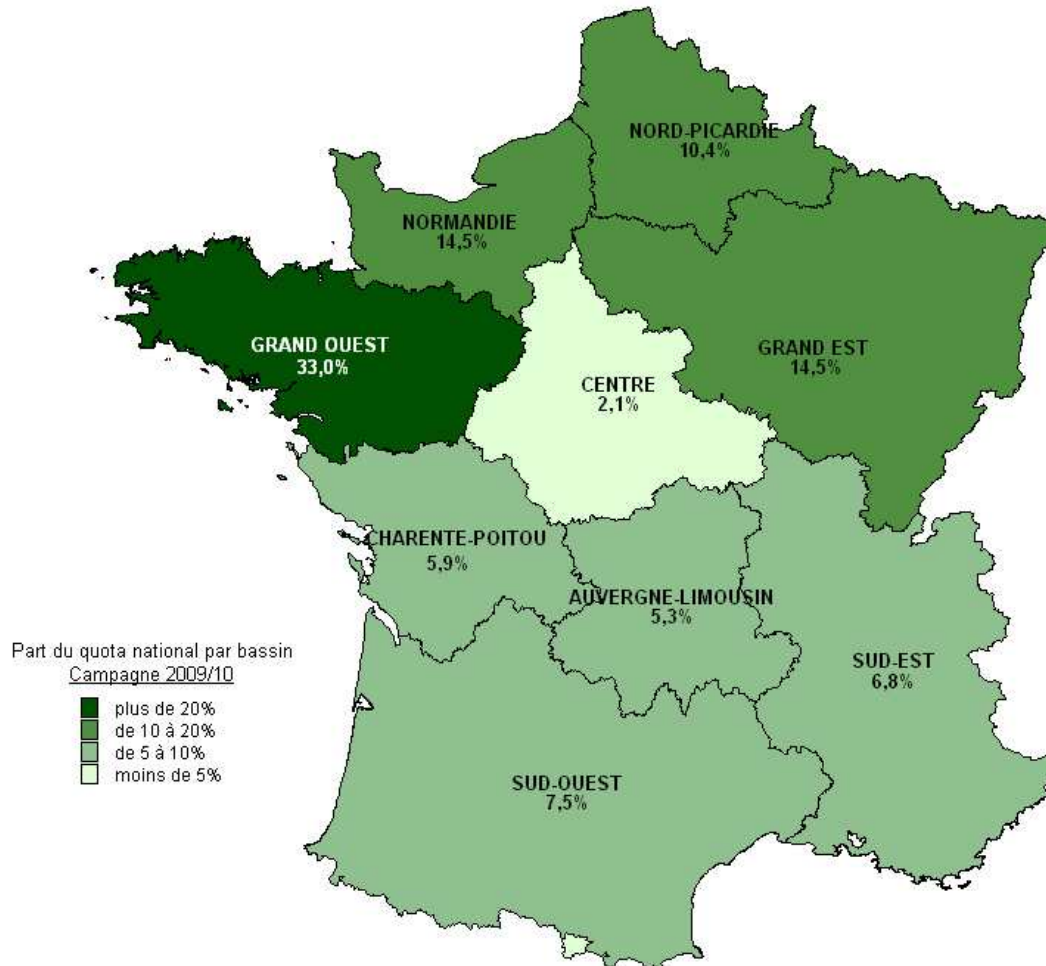 NORD-PICARDIE
10,4%
NORMANDIE
14,5%
GRAND OUEST
33,0%
GRAND EST
14,5%
CENTRE
2,1%
CHARENTE-POITOU
5,9%
AUVERGNE-LIMOUSIN
5,3%
SUD-EST
6,8%
SUD-OUEST
7,5%
Part du quota national par bassin
Campagne 2009/10
plus de 20%
de 10 à 20%
de 5 à 10%
moins de 5%